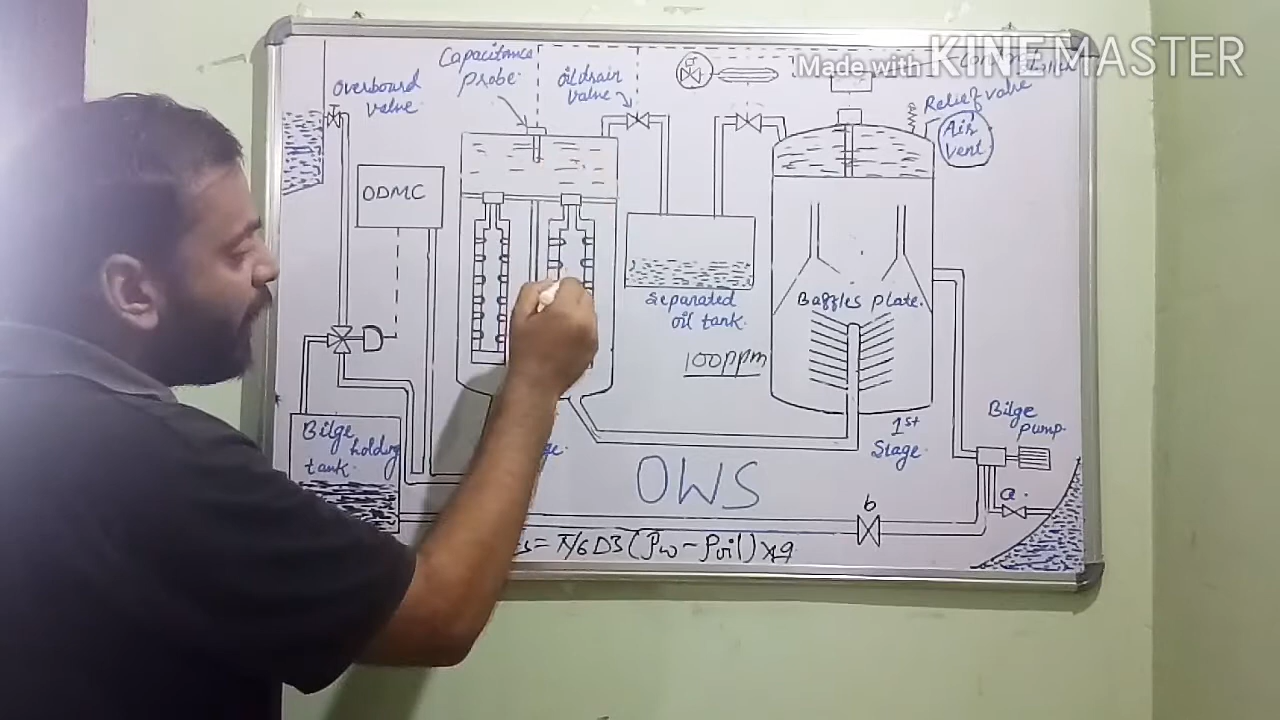 Made with KINEMASTER
Capacitance
probe.
Overboard
valve.
oil drain
valve
Relief valve
Air
Vent
ODMC
Separated
oil tank.
Baffles plate.
100ppm
1st
Stage
Bilge
pump.
Bilge
holding
tank.
OWS
a.
b
= π/6 D3 (ρw - ρoil) x g